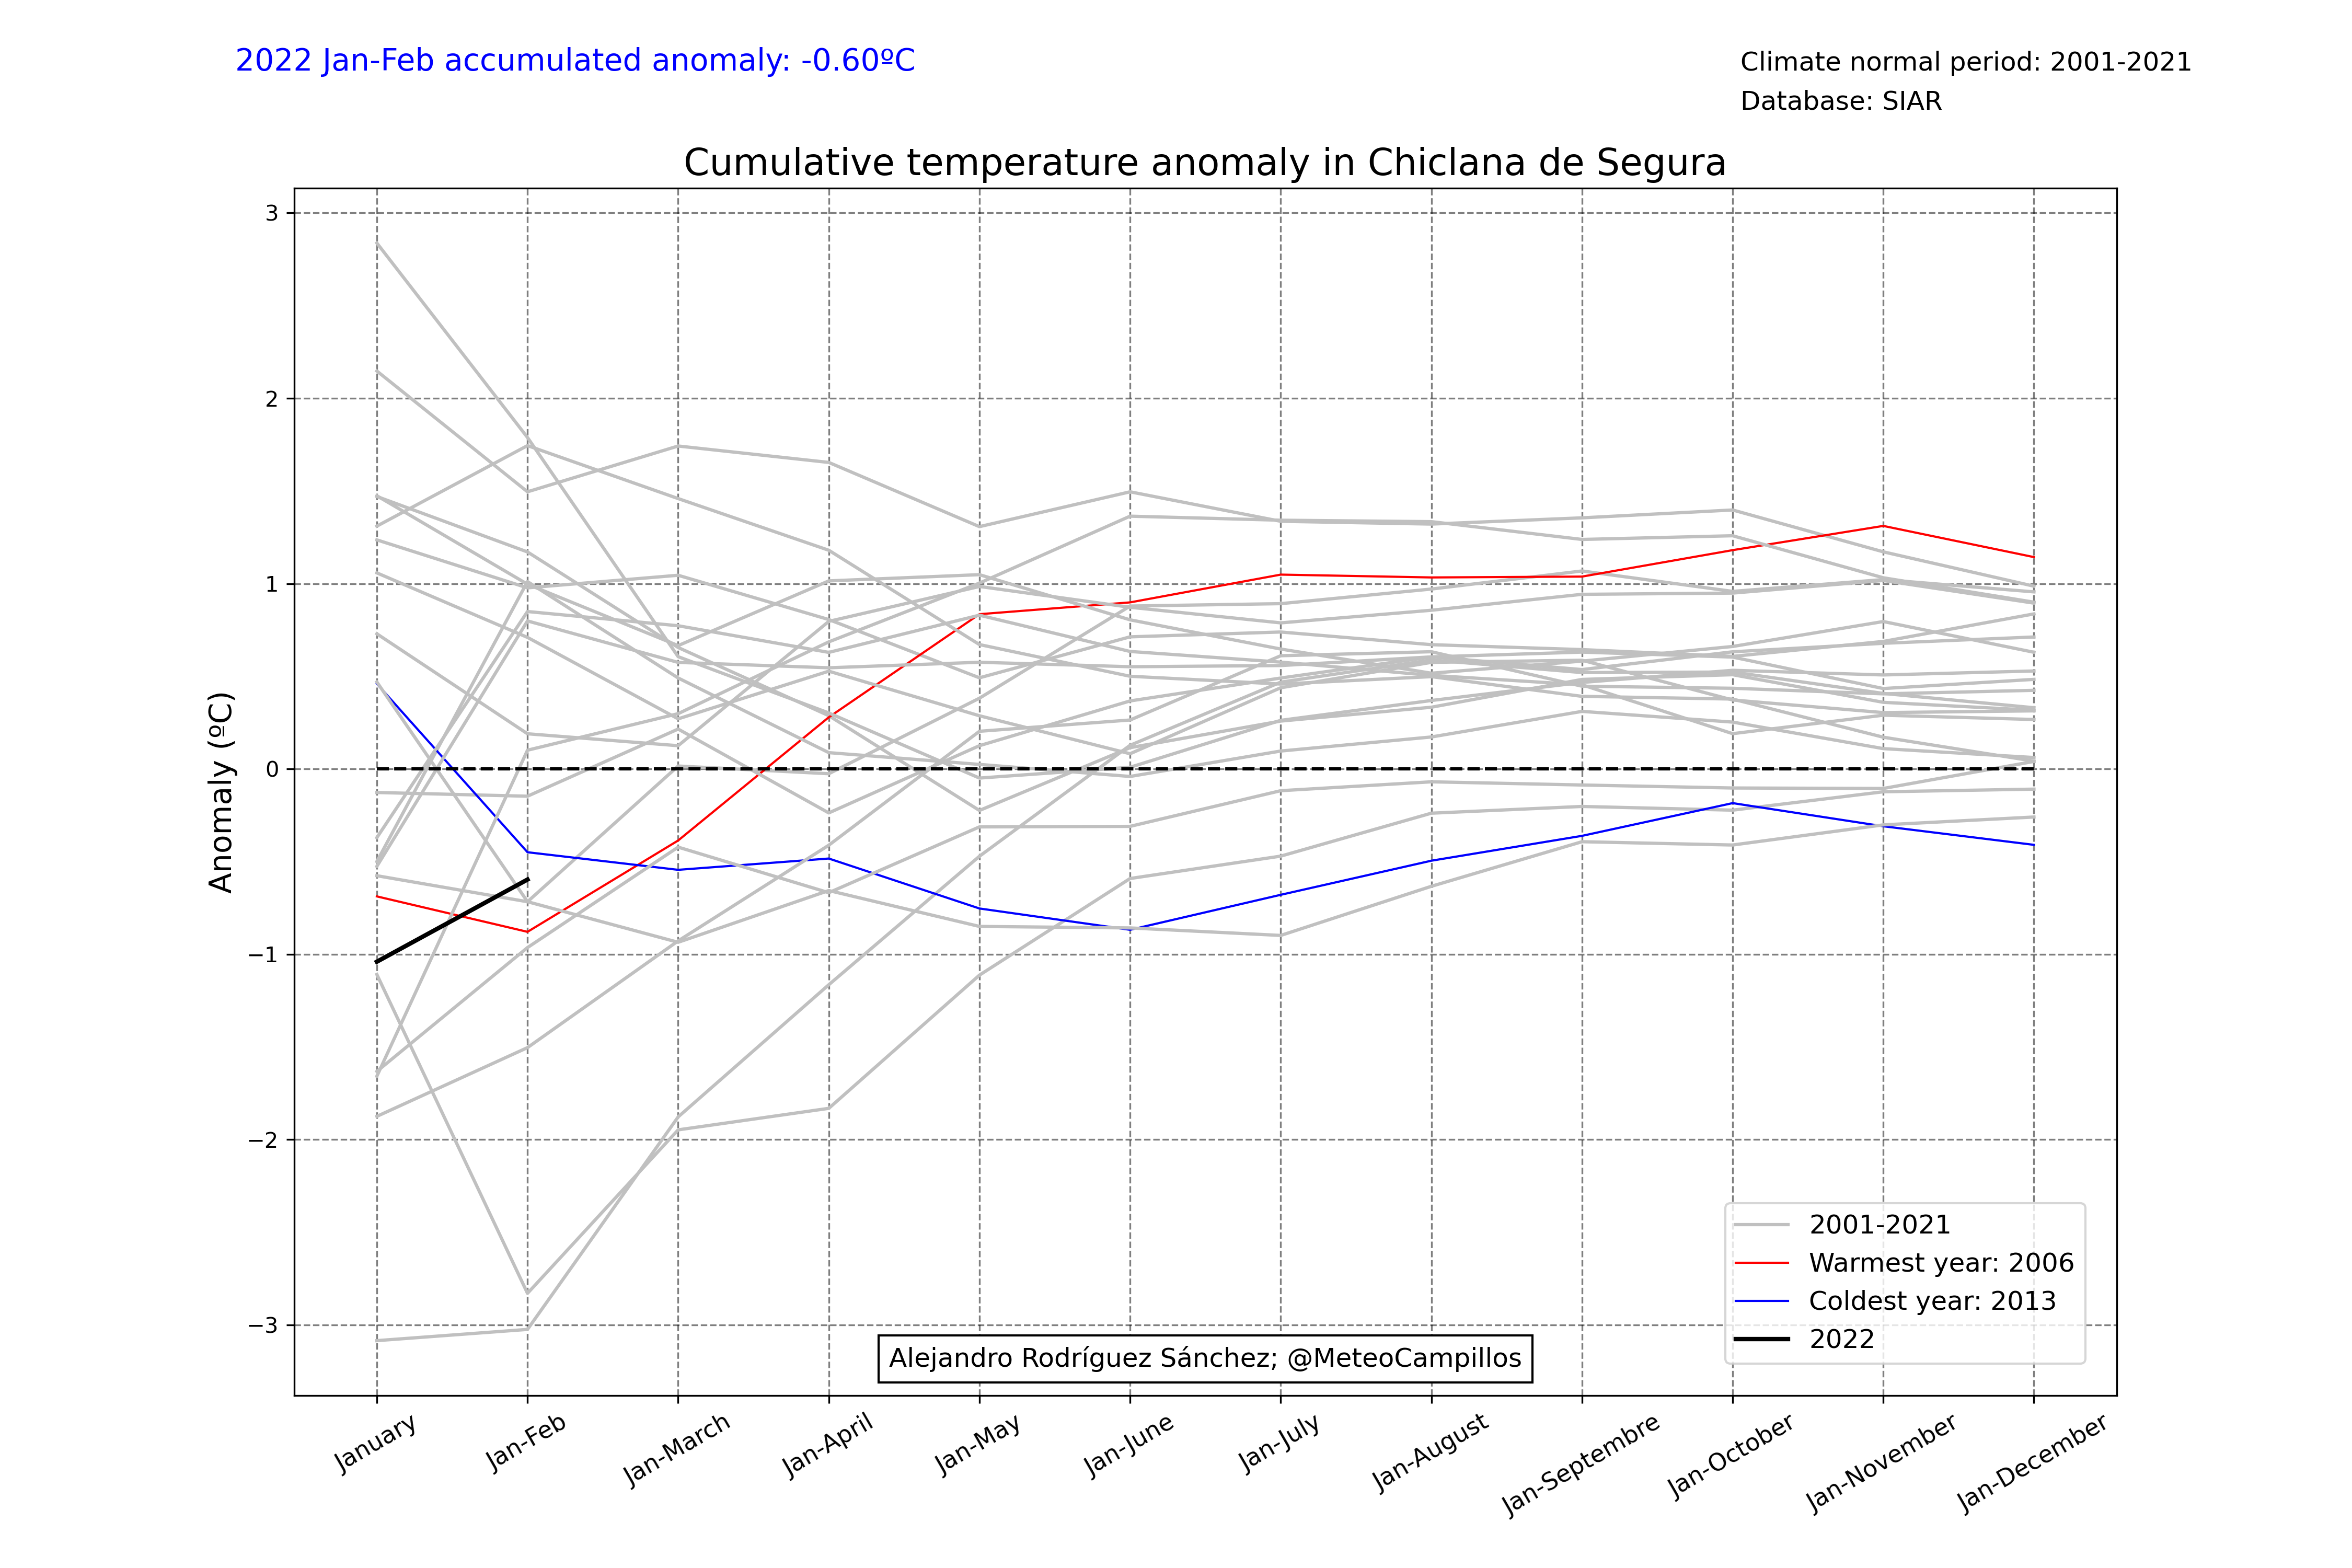 2022 Jan-Feb accumulated anomaly: -0.60ºC
Climate normal period: 2001-2021
Database: SIAR
Cumulative temperature anomaly in Chiclana de Segura
Anomaly (ºC)
3
2
1
0
−1
−2
−3
2001-2021
Warmest year: 2006
Coldest year: 2013
2022
Alejandro Rodríguez Sánchez; @MeteoCampillos
January
Jan-Feb
Jan-March
Jan-April
Jan-May
Jan-June
Jan-July
Jan-August
Jan-Septembre
Jan-October
Jan-November
Jan-December